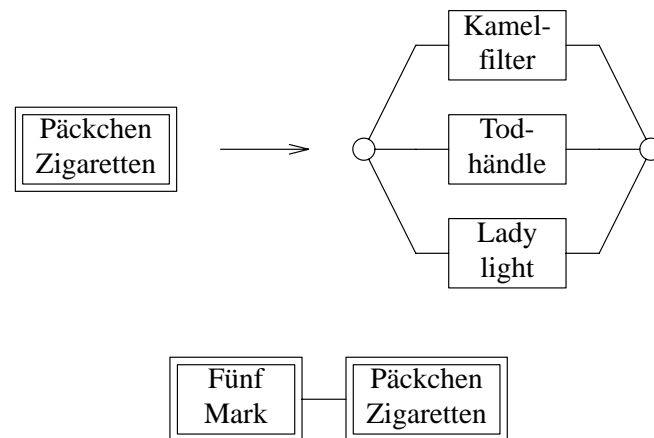 Kamel-
filter
Päckchen
Zigaretten
Tod-
händle
Lady
light
Fünf
Mark
Päckchen
Zigaretten